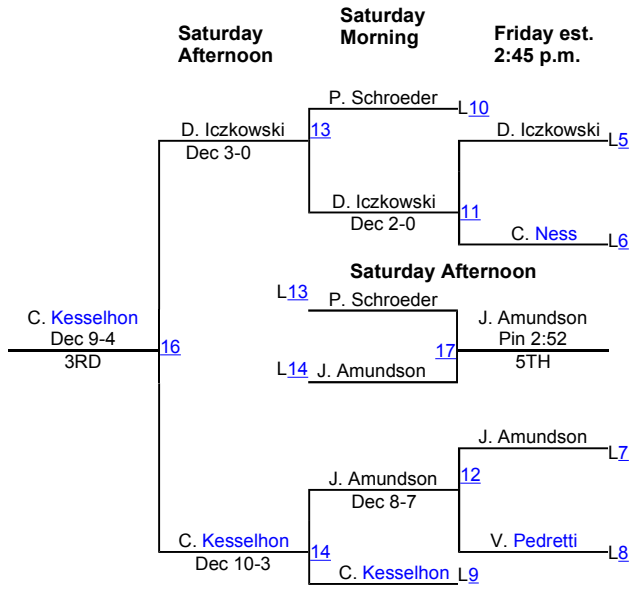 Saturday Afternoon
Saturday Morning
Friday est. 2:45 p.m.
P. Schroeder
L10
D. Iczkowski
13
D. Iczkowski
L5
Dec 3-0
D. Iczkowski
11
Dec 2-0
C. Ness
L6
Saturday Afternoon
L13
P. Schroeder
C. Kesselhon
J. Amundson
Dec 9-4
16
17
Pin 2:52
3RD
5TH
L14
J. Amundson
J. Amundson
L7
J. Amundson
12
Dec 8-7
C. Kesselhon
14
V. Pedretti
L8
Dec 10-3
C. Kesselhon
L9